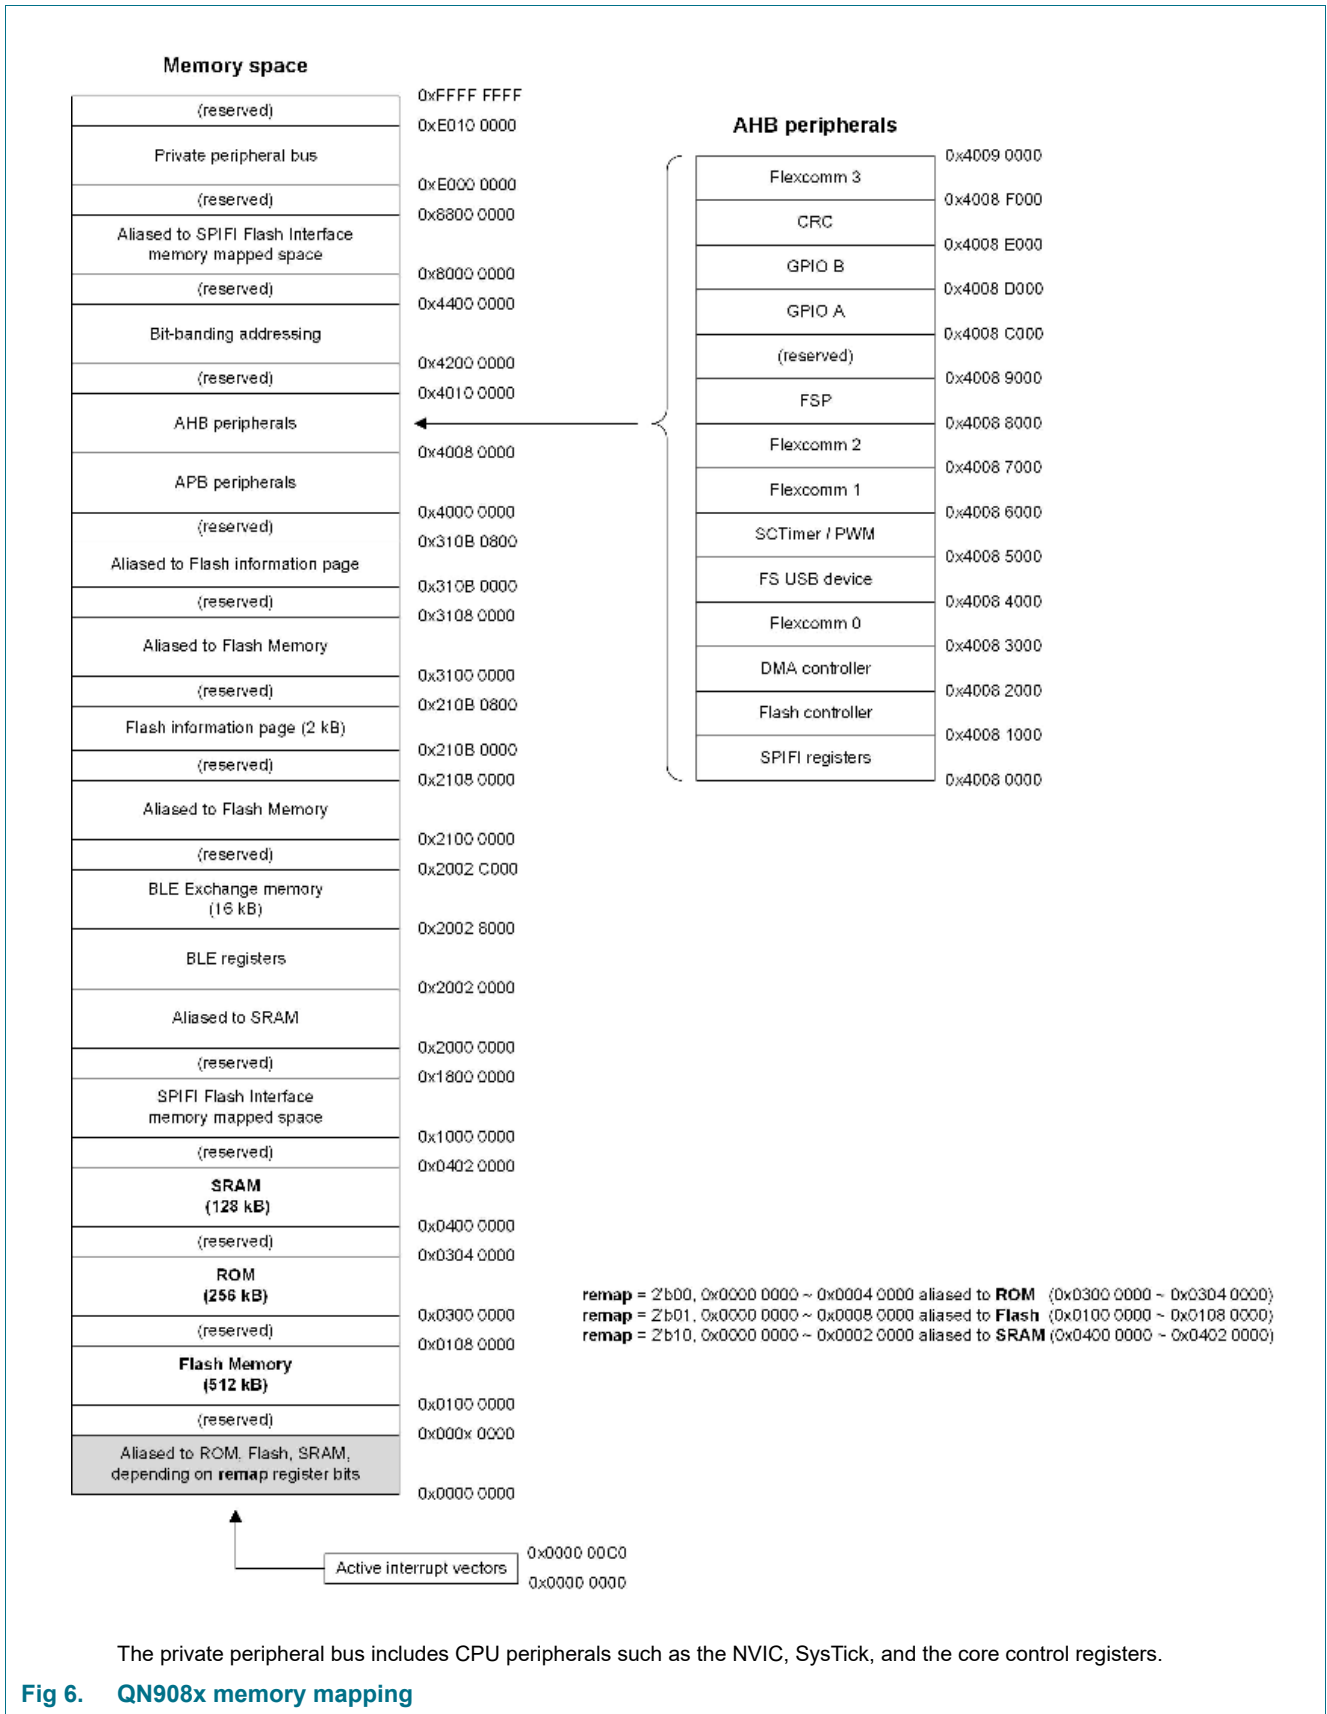 Memory space
0xFFFF FFFF
(reserved)
0xE010 0000
Private peripheral bus
0xE000 0000
(reserved)
0x8800 0000
Aliased to SPIFI Flash Interface
memory mapped space
0x8000 0000
(reserved)
0x4400 0000
Bit-banding addressing
0x4200 0000
(reserved)
0x4010 0000
AHB peripherals
0x4008 0000
APB peripherals
0x4000 0000
(reserved)
0x310B 0800
Aliased to Flash information page
0x310B 0000
(reserved)
0x3108 0000
Aliased to Flash Memory
0x3100 0000
(reserved)
0x210B 0800
Flash information page (2 kB)
0x210B 0000
(reserved)
0x2108 0000
Aliased to Flash Memory
0x2100 0000
(reserved)
0x2002 C000
BLE Exchange memory
(16 kB)
0x2002 8000
BLE registers
0x2002 0000
Aliased to SRAM
0x2000 0000
(reserved)
0x1800 0000
SPIFI Flash Interface
memory mapped space
0x1000 0000
(reserved)
0x0402 0000
SRAM
(128 kB)
0x0400 0000
(reserved)
0x0304 0000
ROM
(256 kB)
0x0300 0000
(reserved)
0x0108 0000
Flash Memory
(512 kB)
0x0100 0000
(reserved)
0x000x 0000
Aliased to ROM, Flash, SRAM,
depending on remap register bits
0x0000 0000
Active interrupt vectors
0x0000 00C0
0x0000 0000
AHB peripherals
0x4009 0000
Flexcomm 3
0x4008 F000
CRC
0x4008 E000
GPIO B
0x4008 D000
GPIO A
0x4008 C000
(reserved)
0x4008 9000
FSP
0x4008 8000
Flexcomm 2
0x4008 7000
Flexcomm 1
0x4008 6000
SCTimer / PWM
0x4008 5000
FS USB device
0x4008 4000
Flexcomm 0
0x4008 3000
DMA controller
0x4008 2000
Flash controller
0x4008 1000
SPIFI registers
0x4008 0000
remap = 2'b00, 0x0000 0000 ~ 0x0004 0000 aliased to ROM (0x0300 0000 ~ 0x0304 0000)
remap = 2'b01, 0x0000 0000 ~ 0x0008 0000 aliased to Flash (0x0100 0000 ~ 0x0108 0000)
remap = 2'b10, 0x0000 0000 ~ 0x0002 0000 aliased to SRAM (0x0400 0000 ~ 0x0402 0000)
The private peripheral bus includes CPU peripherals such as the NVIC, SysTick, and the core control registers.
Fig 6. QN908x memory mapping